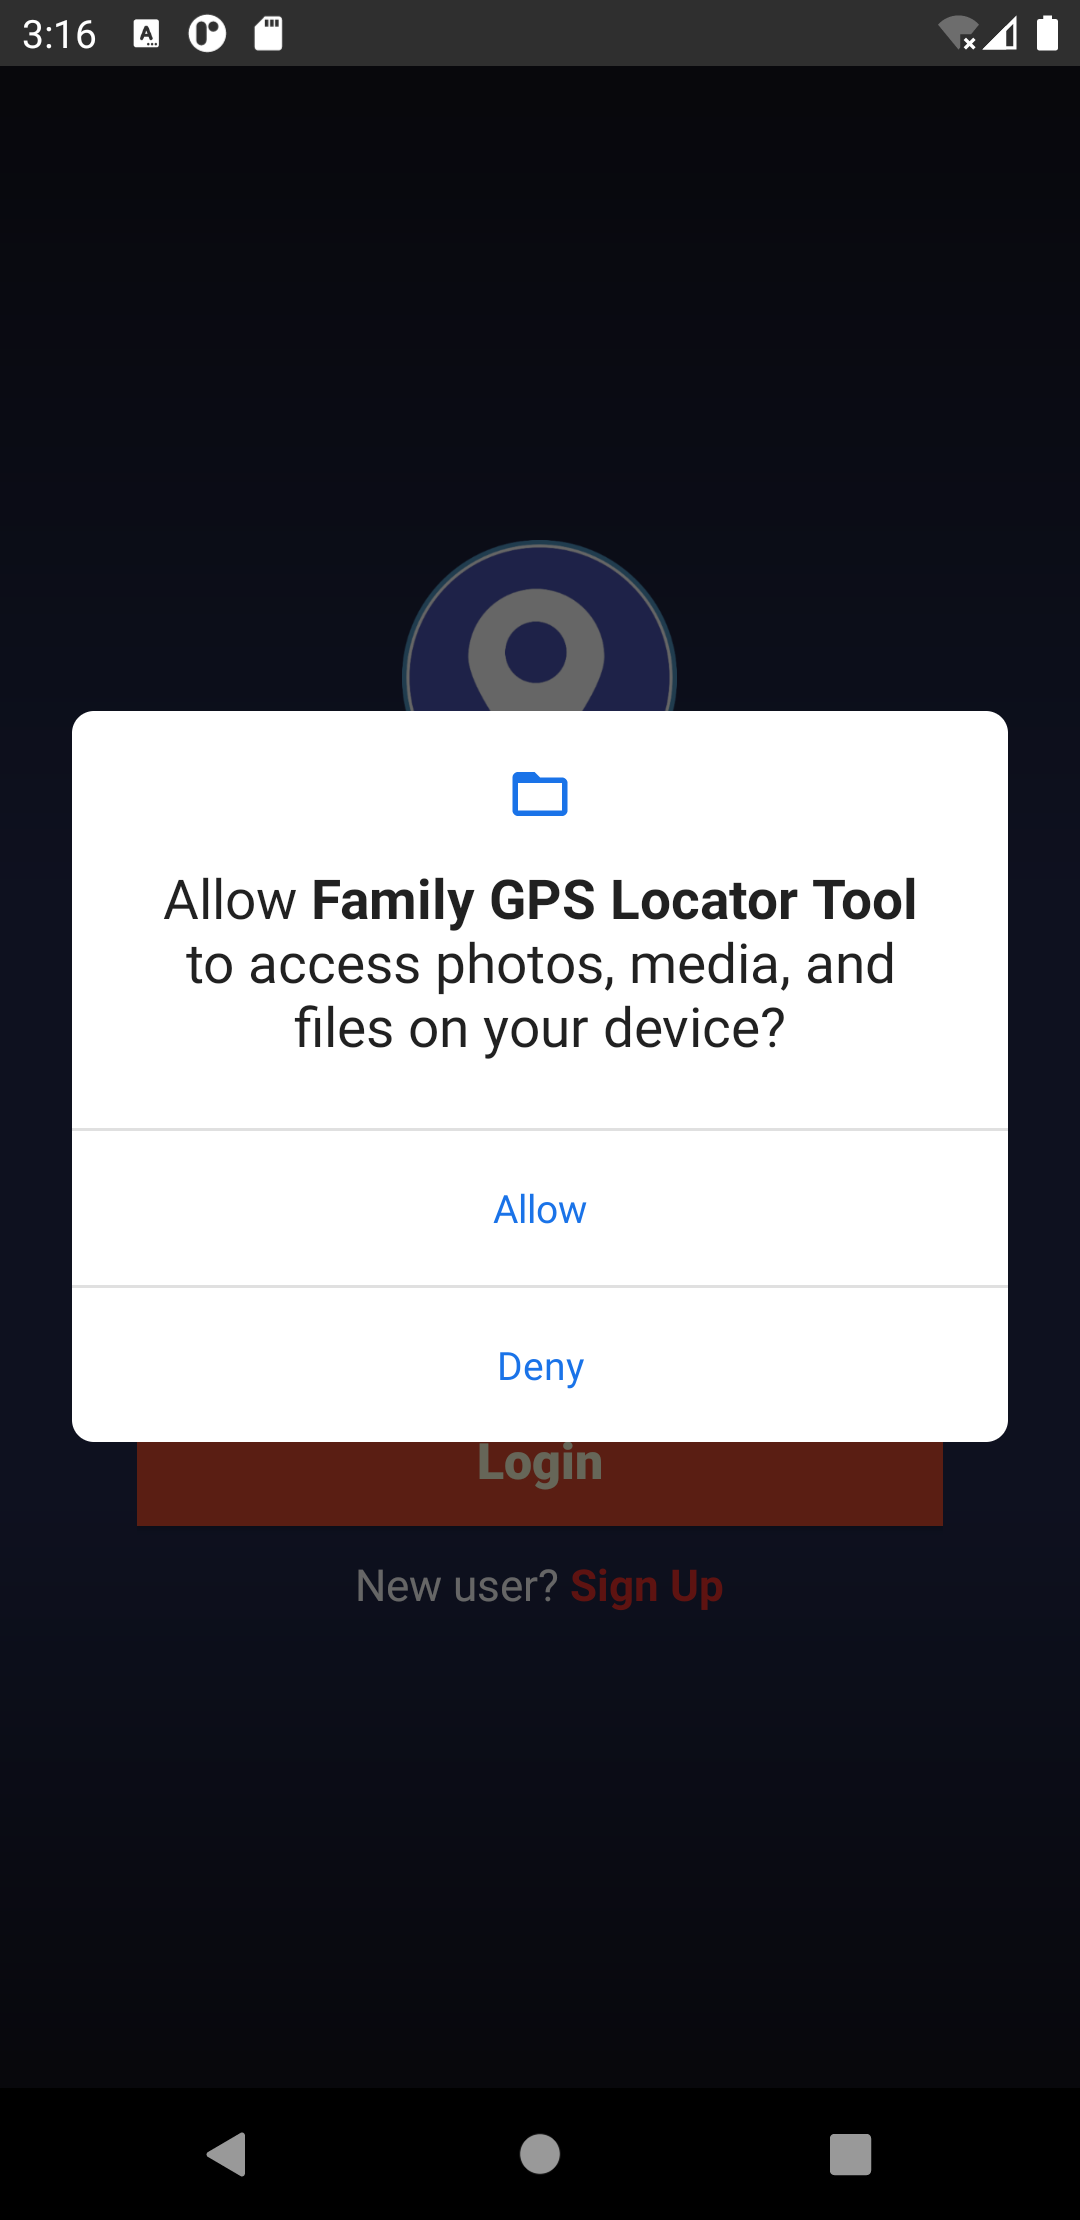 3:16
Allow Family GPS Locator Tool
to access photos, media, and
files on your device?
Allow
Deny
Login
New user? Sign Up